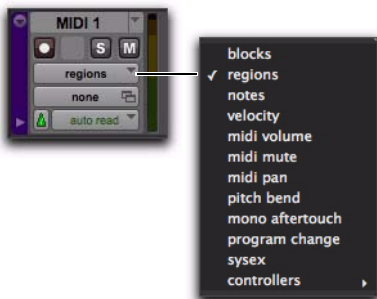 MIDI 1
S M
regions
none
auto read
blocks
✓ regions
notes
velocity
midi volume
midi mute
midi pan
pitch bend
mono aftertouch
program change
sysex
controllers